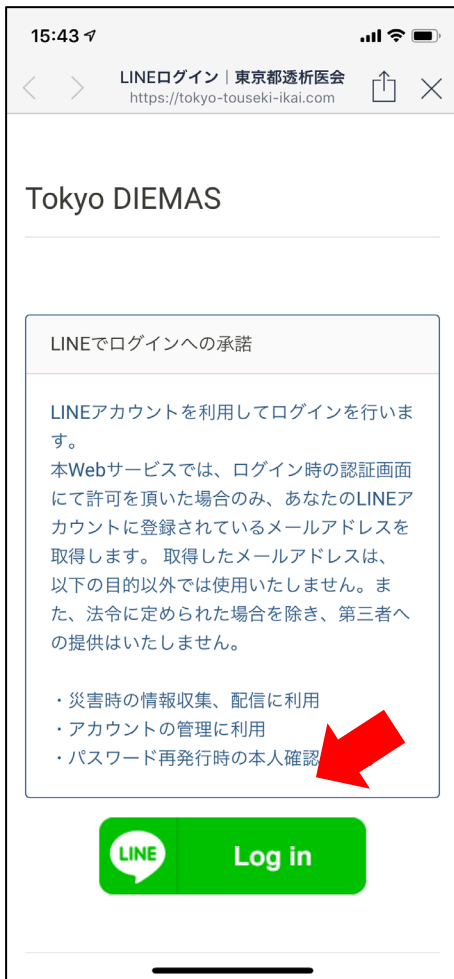 15:43
LINEログイン｜東京都透析医会
https://tokyo-touseki-ikai.com
Tokyo DIEMAS
LINEでログインへの承諾
LINEアカウントを利用してログインを行いま
す。
本Webサービスでは、ログイン時の認証画面
にて許可を頂いた場合のみ、あなたのLINEア
カウントに登録されているメールアドレスを
取得します。 取得したメールアドレスは、
以下の目的以外では使用いたしません。ま
た、法令に定められた場合を除き、第三者へ
の提供はいたしません。
・災害時の情報収集、配信に利用
・アカウントの管理に利用
・パスワード再発行時の本人確認
LINE Log in